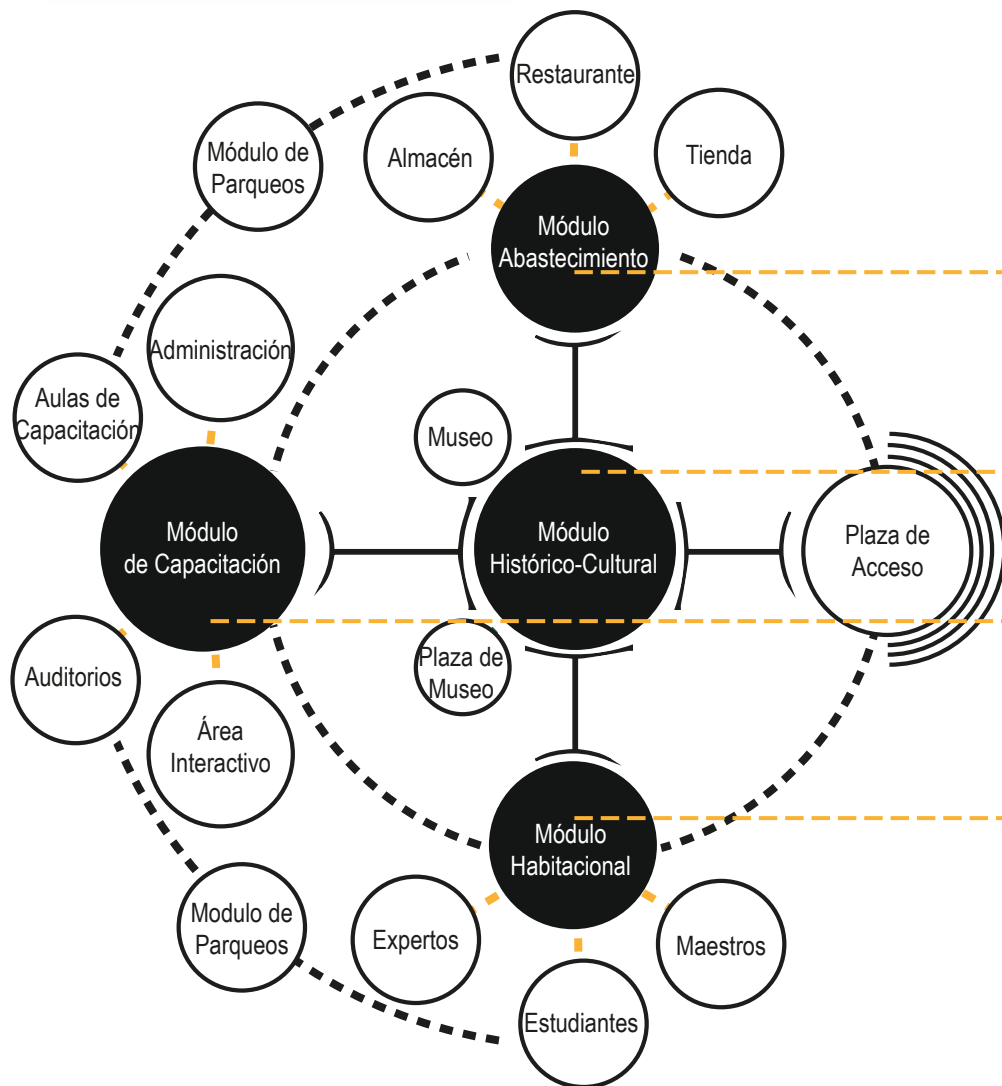 Restaurante
Almacén
Tienda
Módulo de
Parqueos
Módulo
Abastecimiento
Administración
Aulas de
Capacitación
Museo
Módulo
de Capacitación
Módulo
Histórico-Cultural
Plaza de
Acceso
Auditorios
Plaza de
Museo
Área
Interactivo
Módulo
Habitacional
Modulo de
Parqueos
Expertos
Maestros
Estudiantes